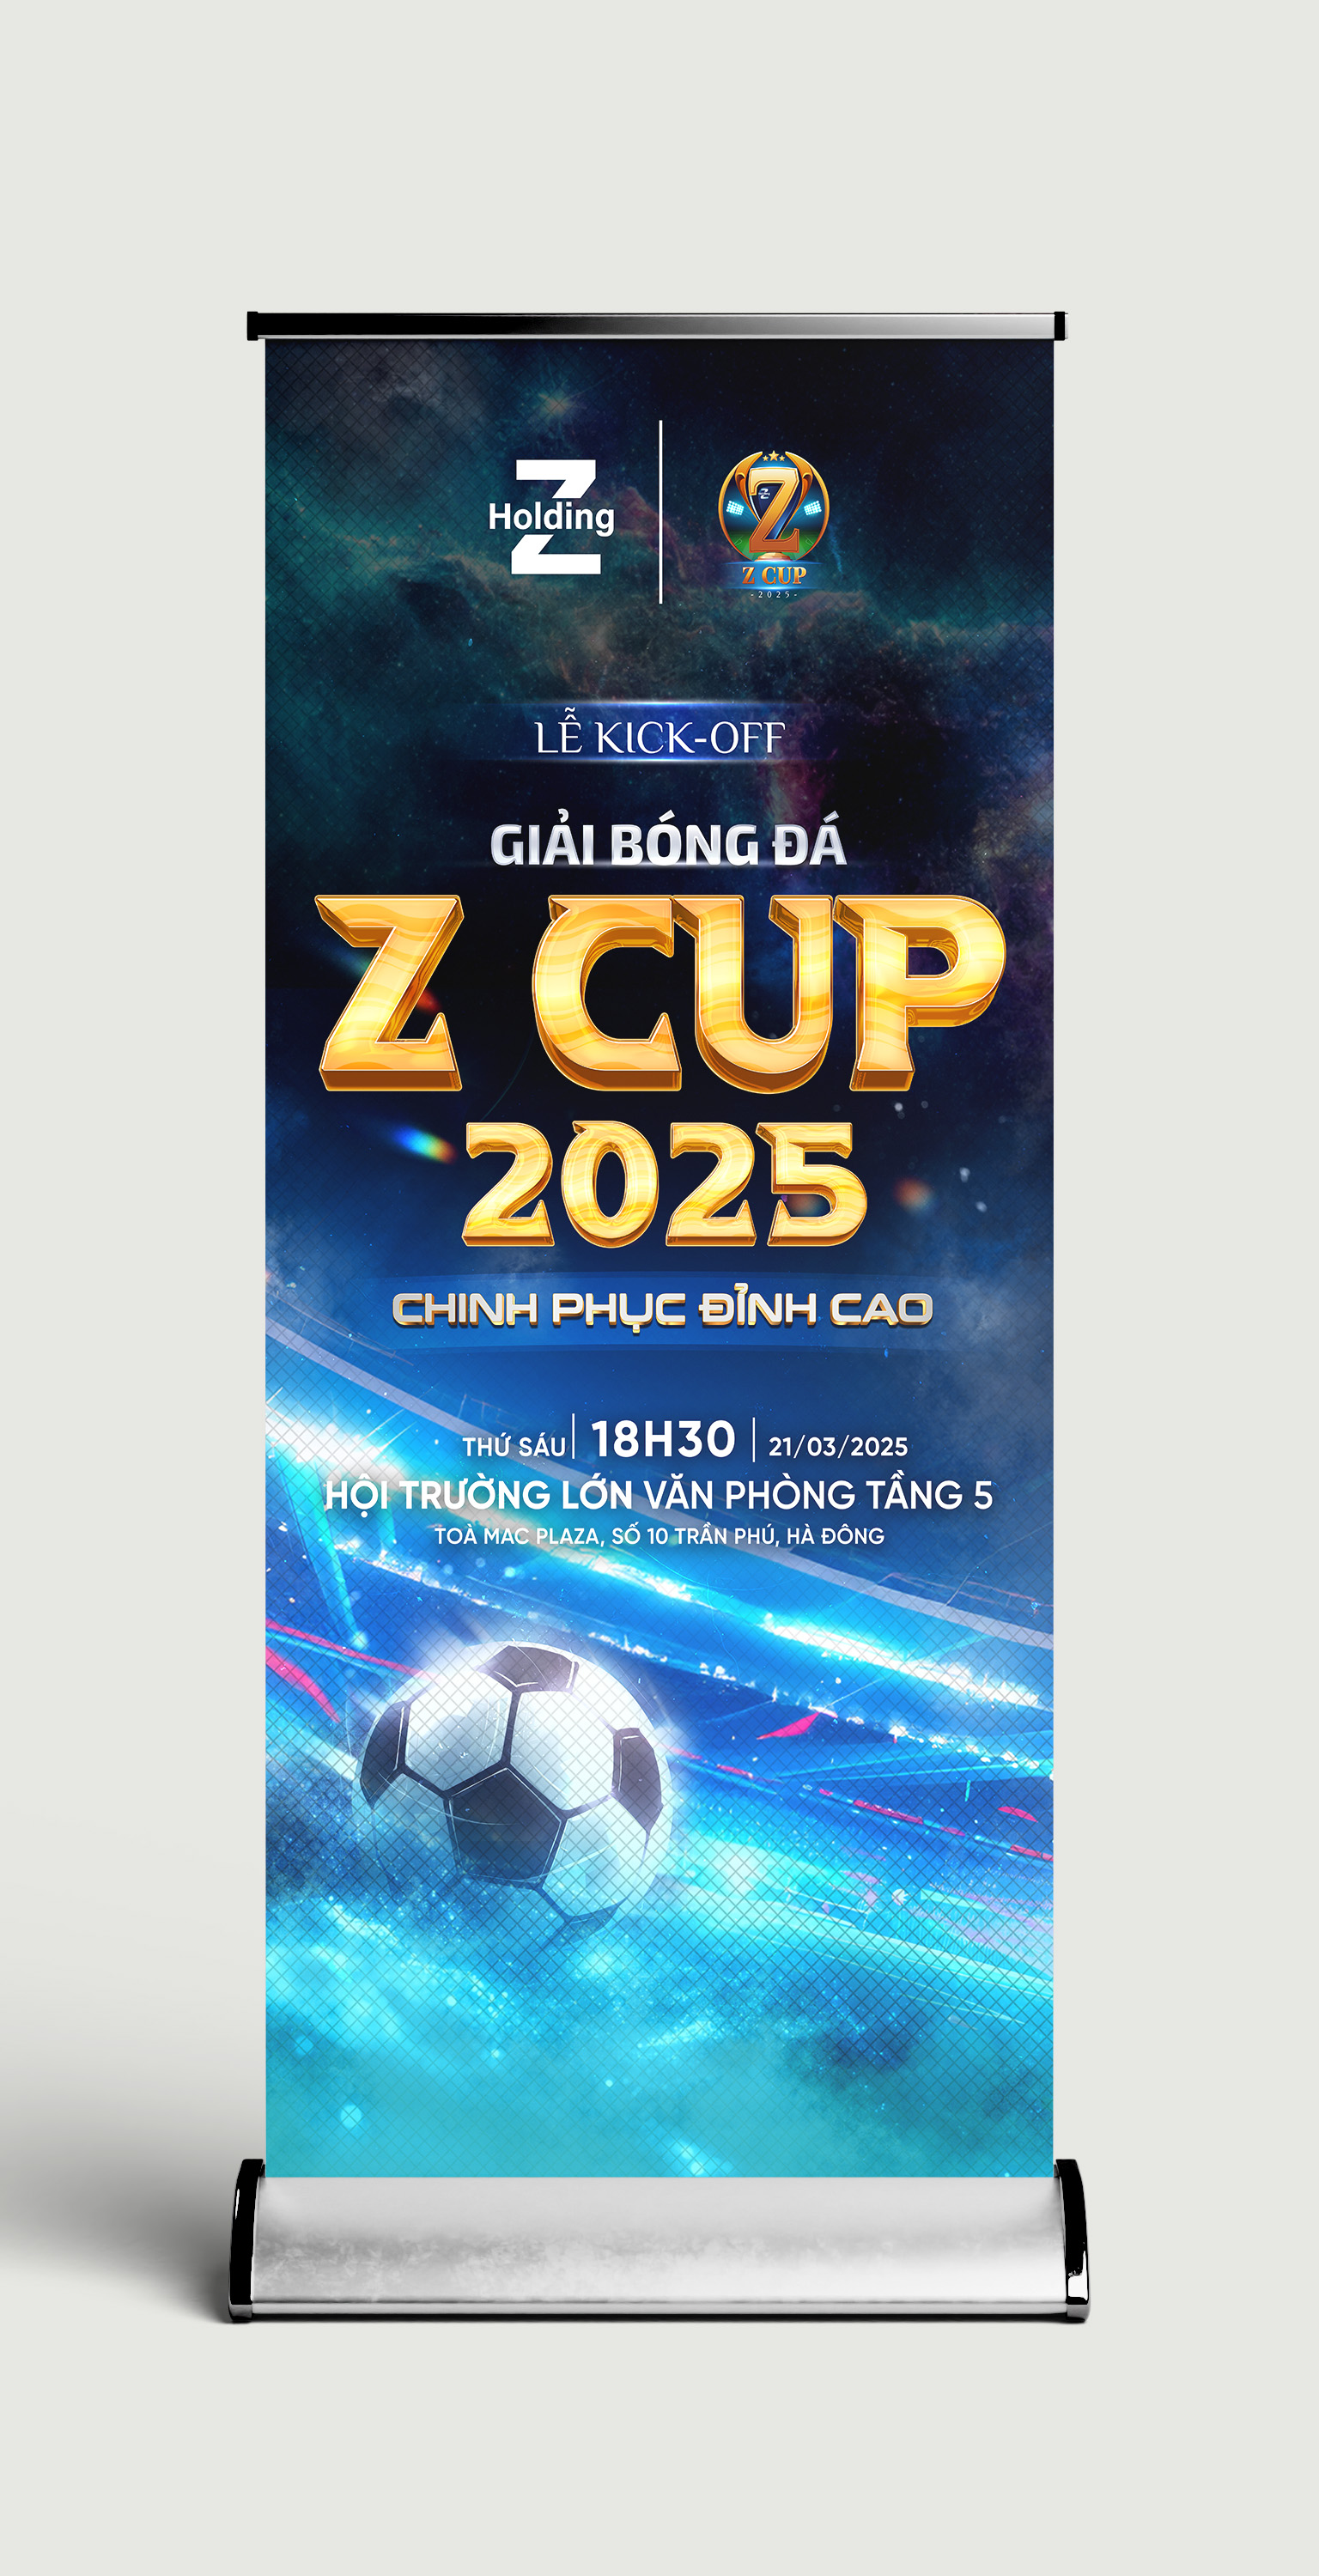 Z
Holding
Z
Z CUP
-2025-
LỄ KICK-OFF
GIẢI BÓNG ĐÁ
Z CUP
2025
CHINH PHỤC ĐỈNH CAO
THỨ SÁU| 18H30 | 21/03/2025
HỘI TRƯỜNG LỚN VĂN PHÒNG TẦNG 5
TOÀ MAC PLAZA, SỐ 10 TRẦN PHÚ, HÀ ĐÔNG